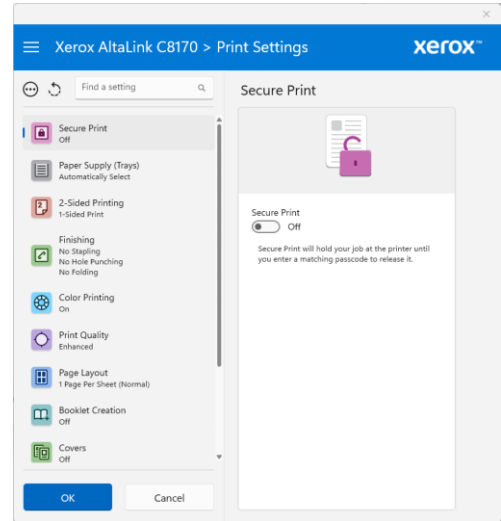 Xerox AltaLink C8170 > Print Settings
xerox™
Find a setting
Secure Print
Off
Paper Supply (Trays)
Automatically Select
2-Sided Printing
1-Sided Print
Finishing
No Stapling
No Hole Punching
No Folding
Color Printing
On
Print Quality
Enhanced
Page Layout
1 Page Per Sheet (Normal)
Booklet Creation
Off
Covers
Off
OK
Cancel
Secure Print
Secure Print
Off
Secure Print will hold your job at the printer until
you enter a matching passcode to release it.